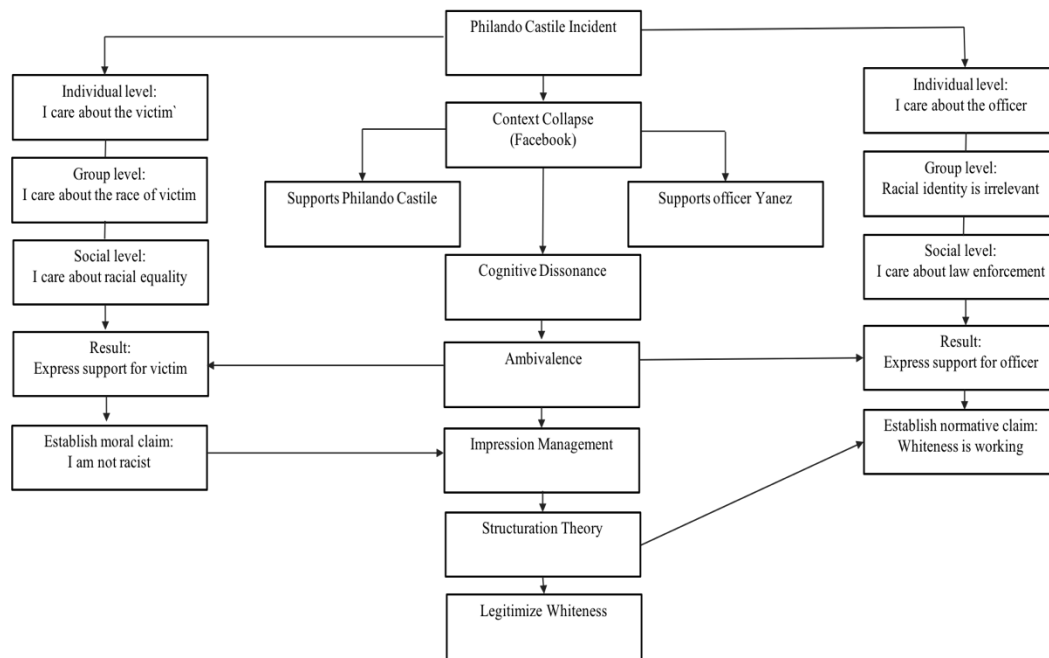 Philando Castile Incident
Individual level:
I care about the victim`
Individual level:
I care about the officer
Context Collapse
(Facebook)
Group level:
I care about the race of victim
Group level:
Racial identity is irrelevant
Supports Philando Castile
Supports officer Yanez
Social level:
I care about racial equality
Social level:
I care about law enforcement
Cognitive Dissonance
Result:
Express support for victim
Ambivalence
Result:
Express support for officer
Establish moral claim:
I am not racist
Impression Management
Establish normative claim:
Whiteness is working
Structuration Theory
Legitimize Whiteness